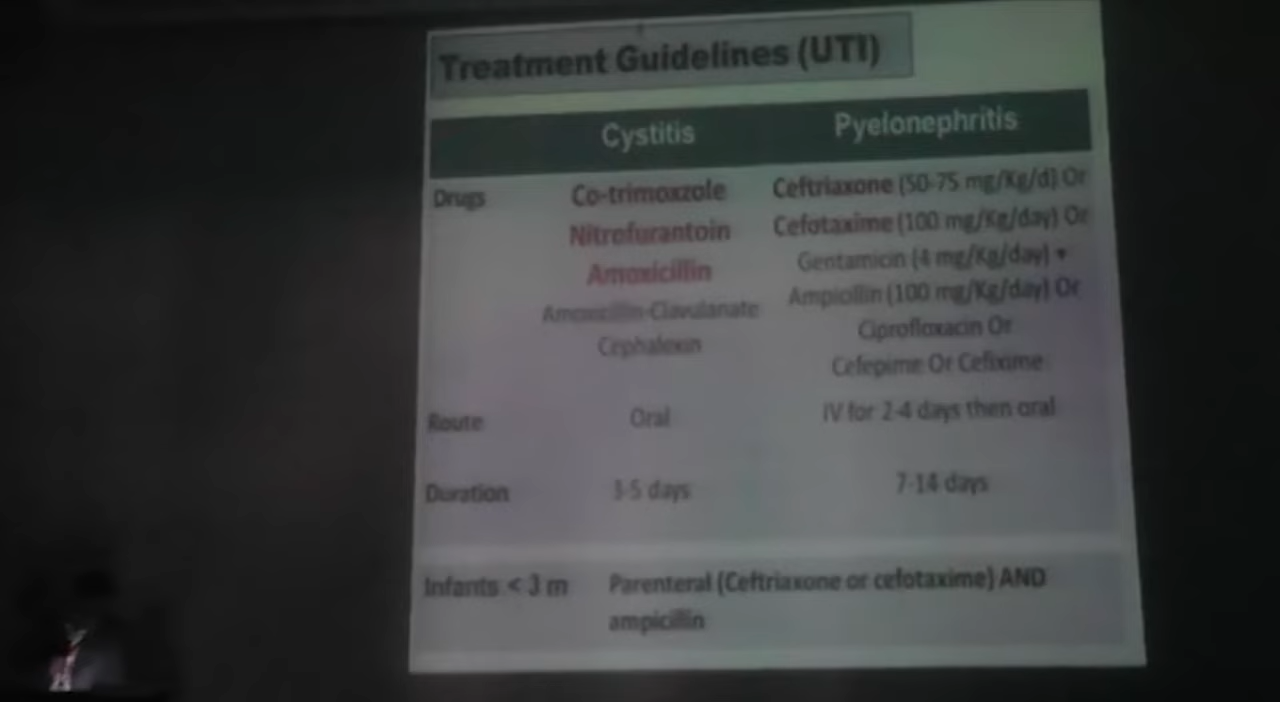 Treatment Guidelines (UTI)
Cystitis Pyelonephritis
Drugs Co-trimoxzole Ceftriaxone (50-75 mg/Kg/d) Or
Nitrofurantoin Cefotaxime (100 mg/Kg/day) Or
Amoxicillin Gentamicin (4 mg/Kg/day) +
Amoxicillin-Clavulanate Ampicillin (100 mg/Kg/day) Or
Cephalexin Ciprofloxacin Or
Cefepime Or Cefixime
Route Oral IV for 2-4 days then oral
Duration 3-5 days 7-14 days
Infants < 3 m Parenteral (Ceftriaxone or cefotaxime) AND
ampicillin